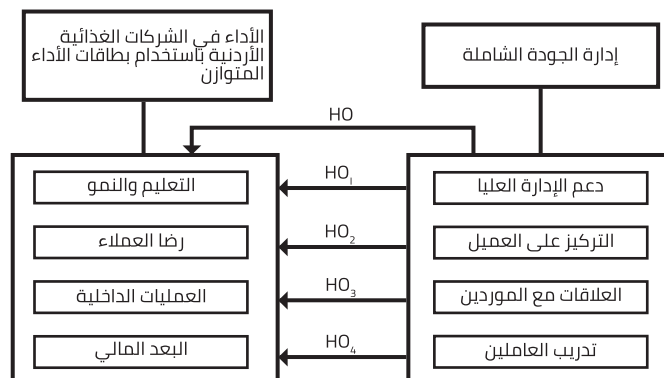 إدارة الجودة الشاملة
الأداء في الشركات الغذائية
الأردنية باستخدام بطاقات الأداء
المتوازن
HO
دعم الإدارة العليا
HO₁
التعليم والنمو
التركيز على العميل
HO₂
رضا العملاء
العلاقات مع الموردين
HO₃
العمليات الداخلية
تدريب العاملين
HO₄
البعد المالي